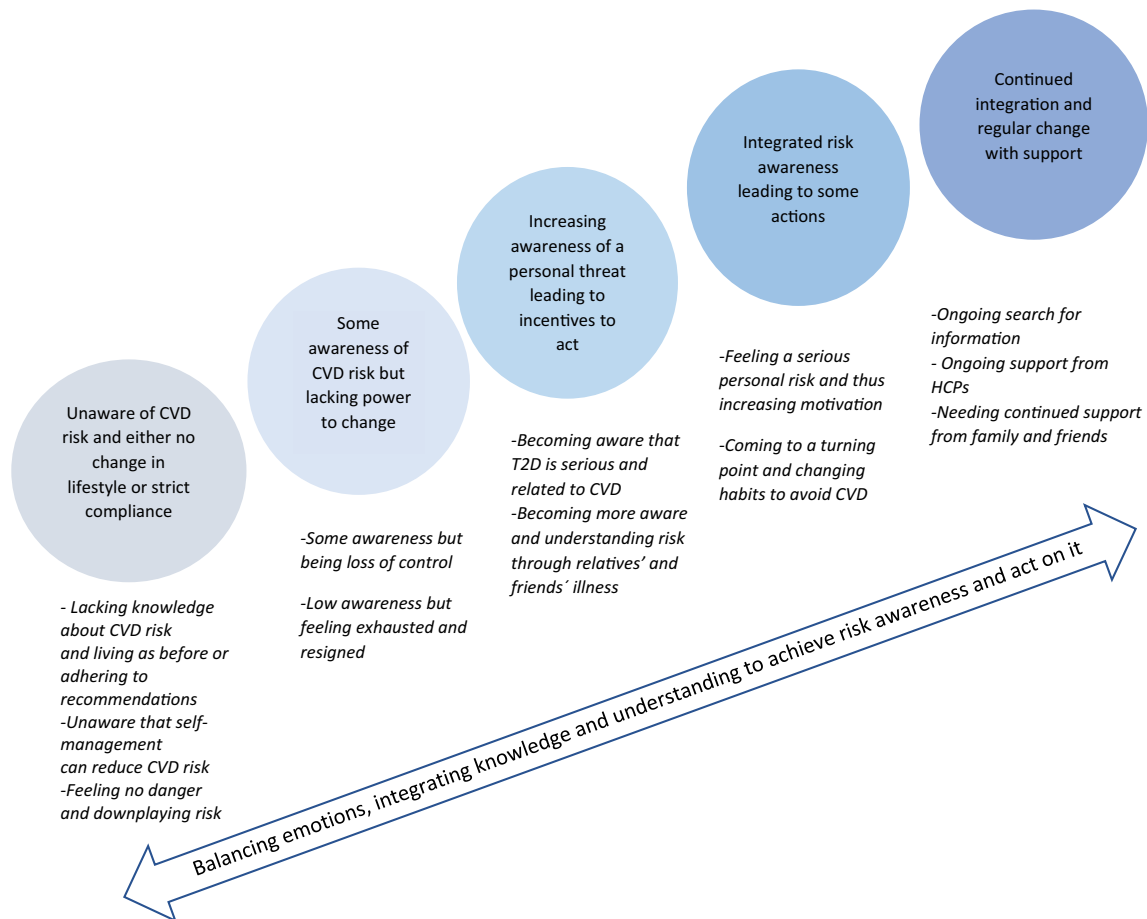 Unaware of CVD
risk and either no
change in
lifestyle or strict
compliance
- Lacking knowledge
about CVD risk
and living as before or
adhering to
recommendations
-Unaware that self-
management
can reduce CVD risk
-Feeling no danger
and downplaying risk
Some
awareness of
CVD risk but
lacking power
to change
-Some awareness but
being loss of control
-Low awareness but
feeling exhausted and
resigned
Increasing
awareness of a
personal threat
leading to
incentives to
act
-Becoming aware that
T2D is serious and
related to CVD
-Becoming more aware
and understanding risk
through relatives’ and
friends´ illness
Integrated risk
awareness
leading to some
actions
-Feeling a serious
personal risk and thus
increasing motivation
-Coming to a turning
point and changing
habits to avoid CVD
Continued
integration and
regular change
with support
-Ongoing search for
information
- Ongoing support from
HCPs
-Needing continued support
from family and friends
Balancing emotions, integrating knowledge and understanding to achieve risk awareness and act on it